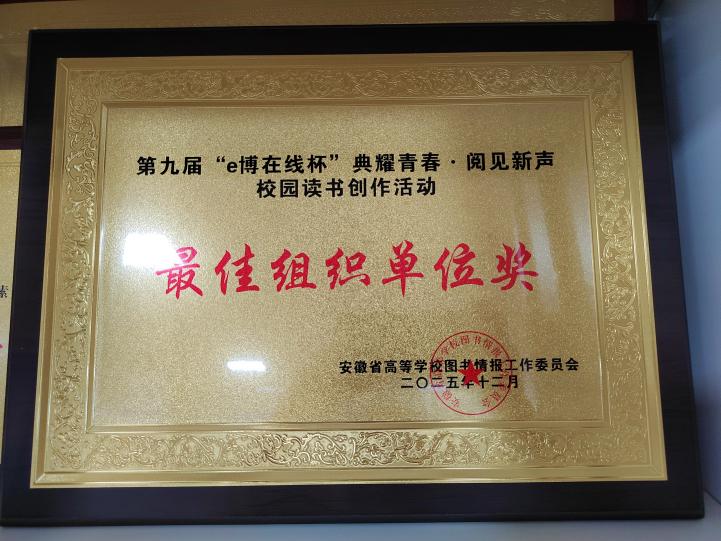 第九届“e博在线杯”典耀青春·阅见新声
校园读书创作活动
最佳组织单位奖
安徽省高等学校图书情报工作委员会
二〇二五年十二月